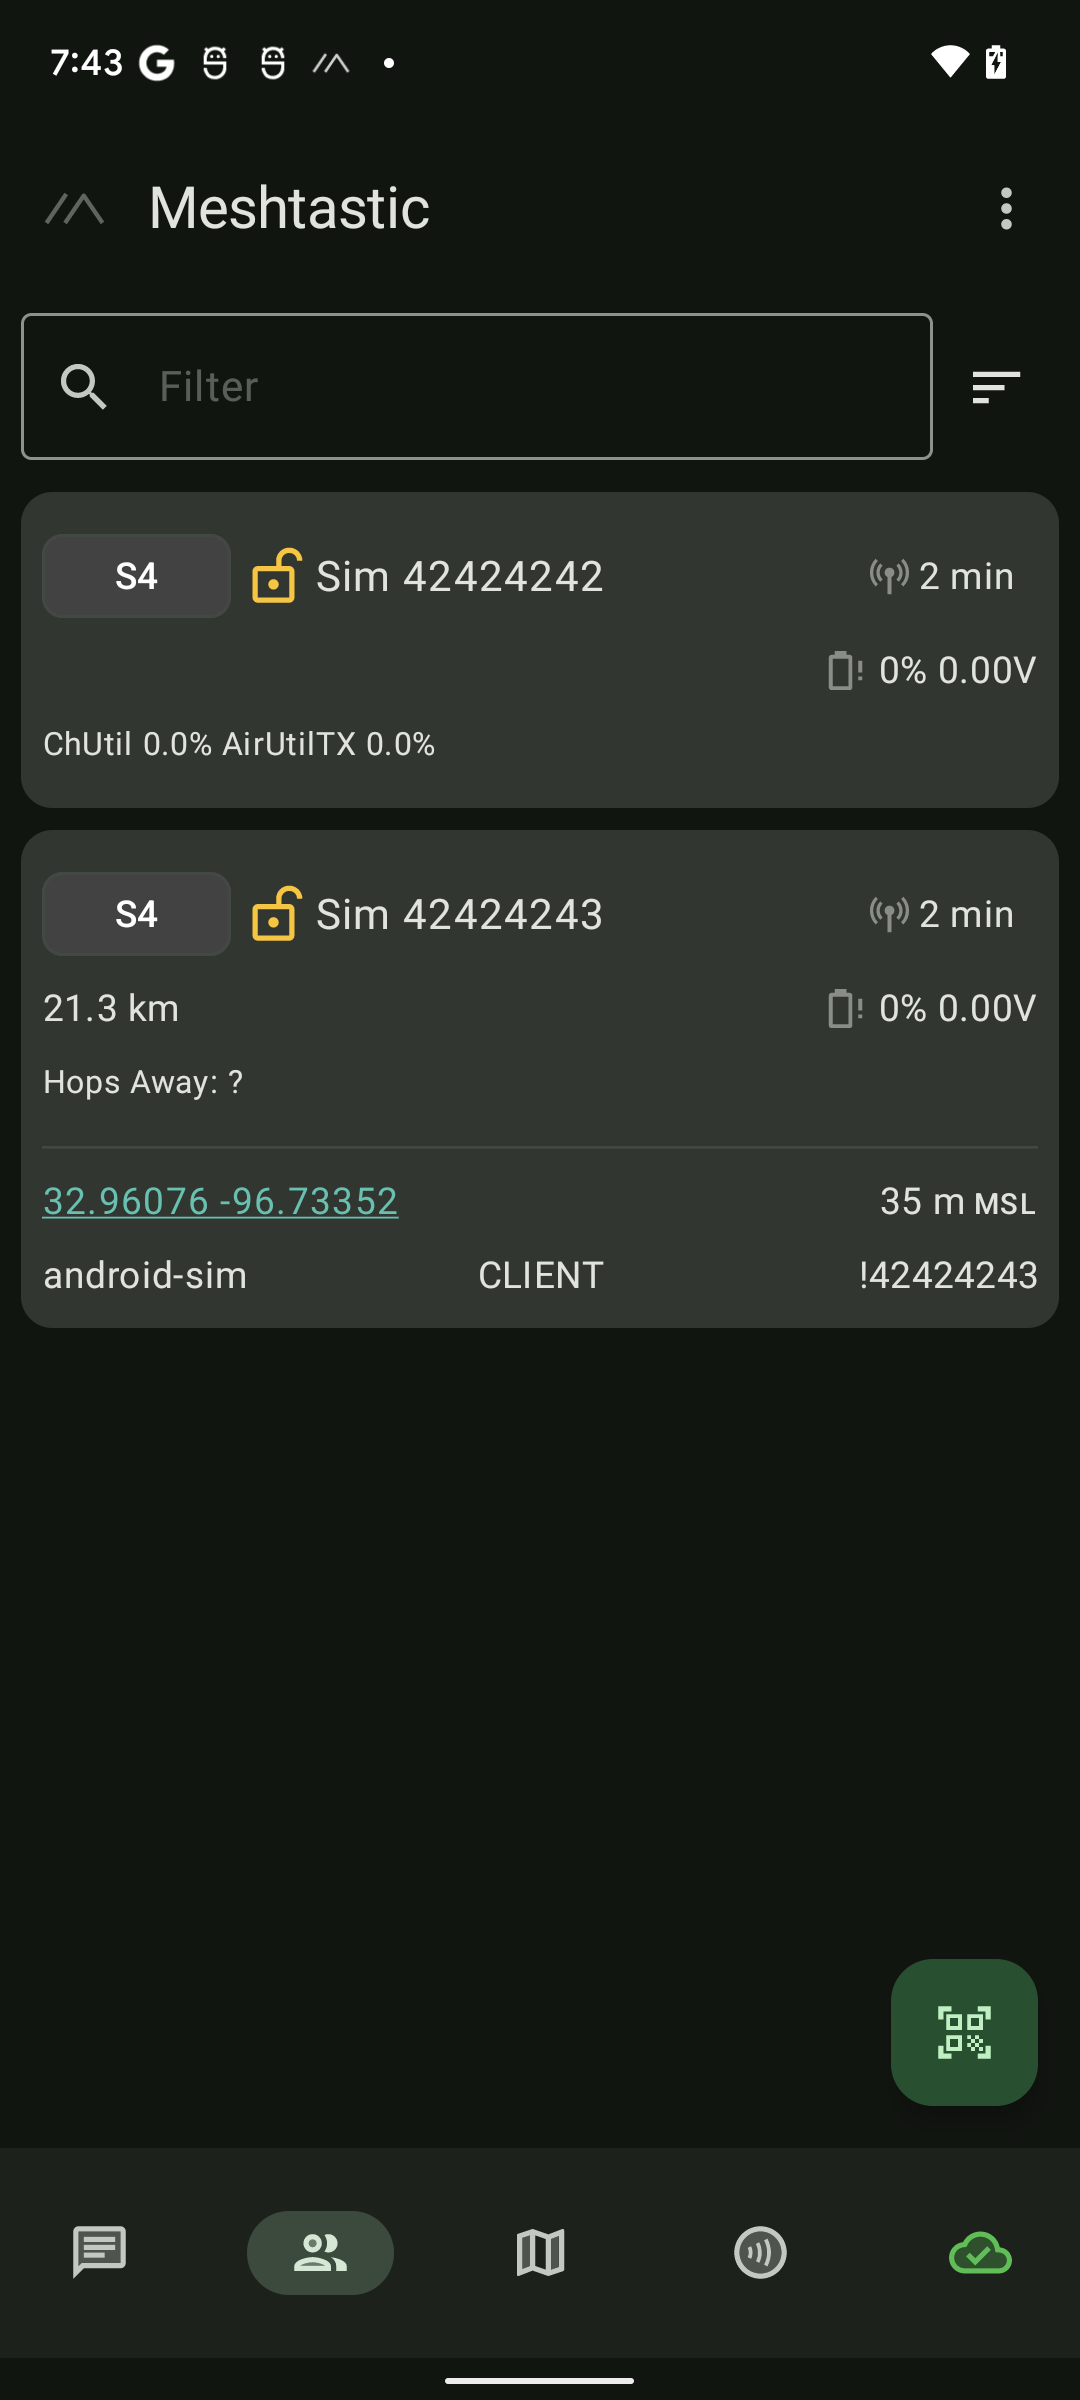 7:43
Meshtastic
Filter
S4 Sim 42424242 2 min
0% 0.00V
ChUtil 0.0% AirUtilTX 0.0%
S4 Sim 42424243 2 min
21.3 km 0% 0.00V
Hops Away: ?
32.96076 -96.73352 35 m MSL
android-sim CLIENT !42424243